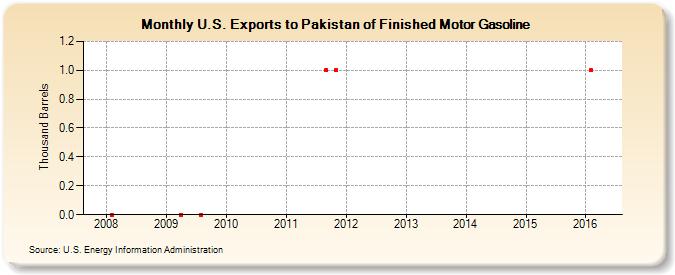 Monthly U.S. Exports to Pakistan of Finished Motor Gasoline
Thousand Barrels
1.2
1.0
0.8
0.6
0.4
0.2
0.0
2008 2009 2010 2011 2012 2013 2014 2015 2016
Source: U.S. Energy Information Administration